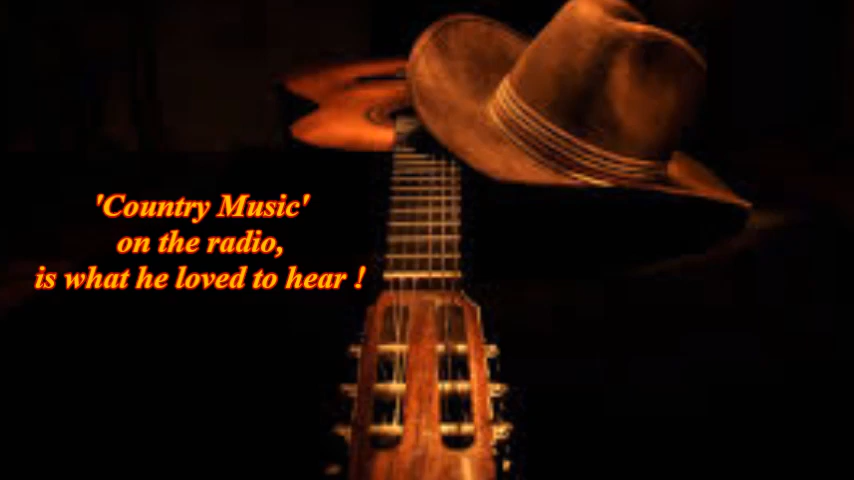 'Country Music'
on the radio,
is what he loved to hear !